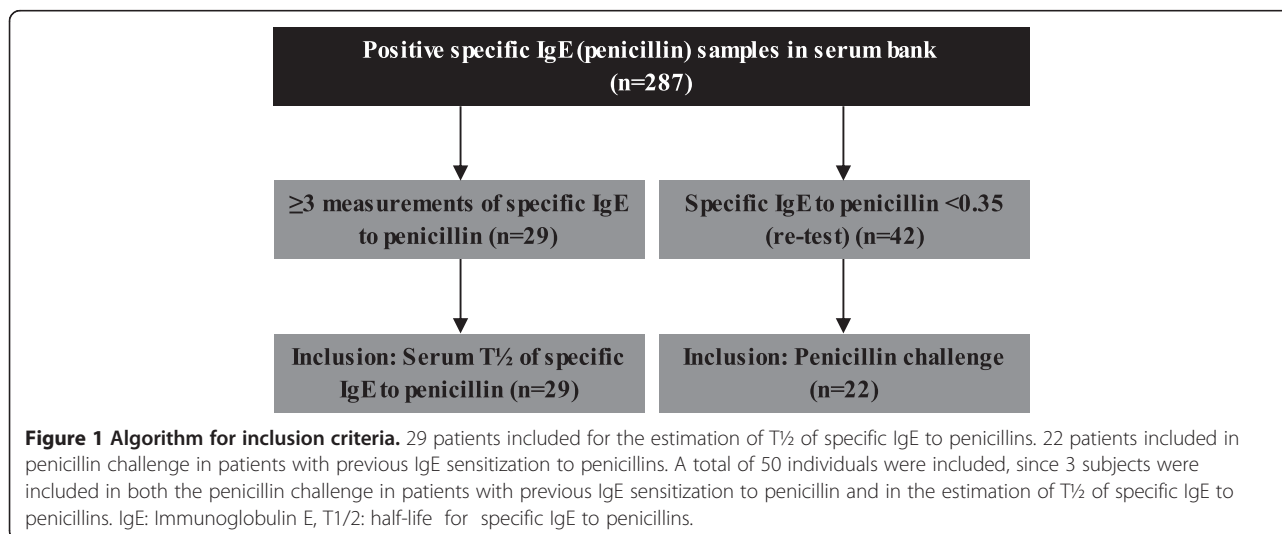 Positive specific IgE (penicillin) samples in serum bank
(n=287)
≥3 measurements of specific IgE
to penicillin (n=29)
Specific IgE to penicillin <0.35
(re-test) (n=42)
Inclusion: Serum T½ of specific
IgE to penicillin (n=29)
Inclusion: Penicillin challenge
(n=22)
Figure 1 Algorithm for inclusion criteria. 29 patients included for the estimation of T½ of specific IgE to penicillins. 22 patients included in
penicillin challenge in patients with previous IgE sensitization to penicillins. A total of 50 individuals were included, since 3 subjects were
included in both the penicillin challenge in patients with previous IgE sensitization to penicillin and in the estimation of T½ of specific IgE to
penicillins. IgE: Immunoglobulin E, T1/2: half-life for specific IgE to penicillins.